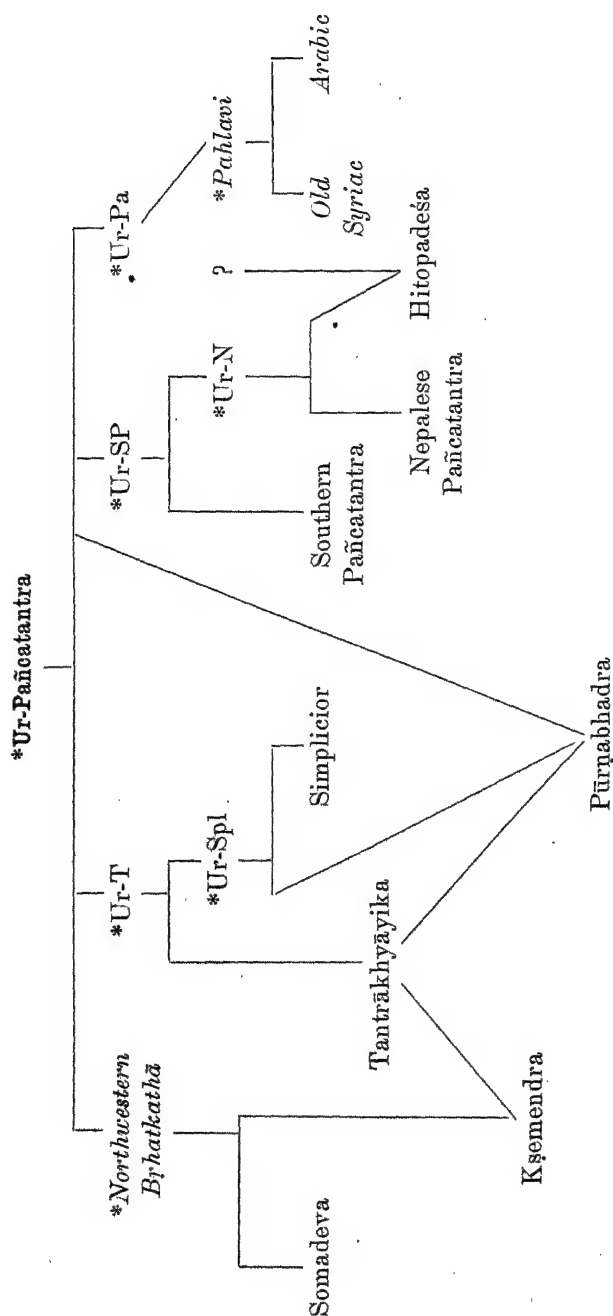 *Ur-Pañcatantra
*Northwestern
Bṛhatkathā
*Ur-T
*Ur-SP
*Ur-Pa
*Ur-Spl
*Ur-N
?
*Pahlavi
Somadeva
Tantrākhyāyika
Simplicior
Southern
Pañcatantra
Old
Syriac
Arabic
Nepalese
Pañcatantra
Hitopadeśa
Kṣemendra
Pūrṇabhadra